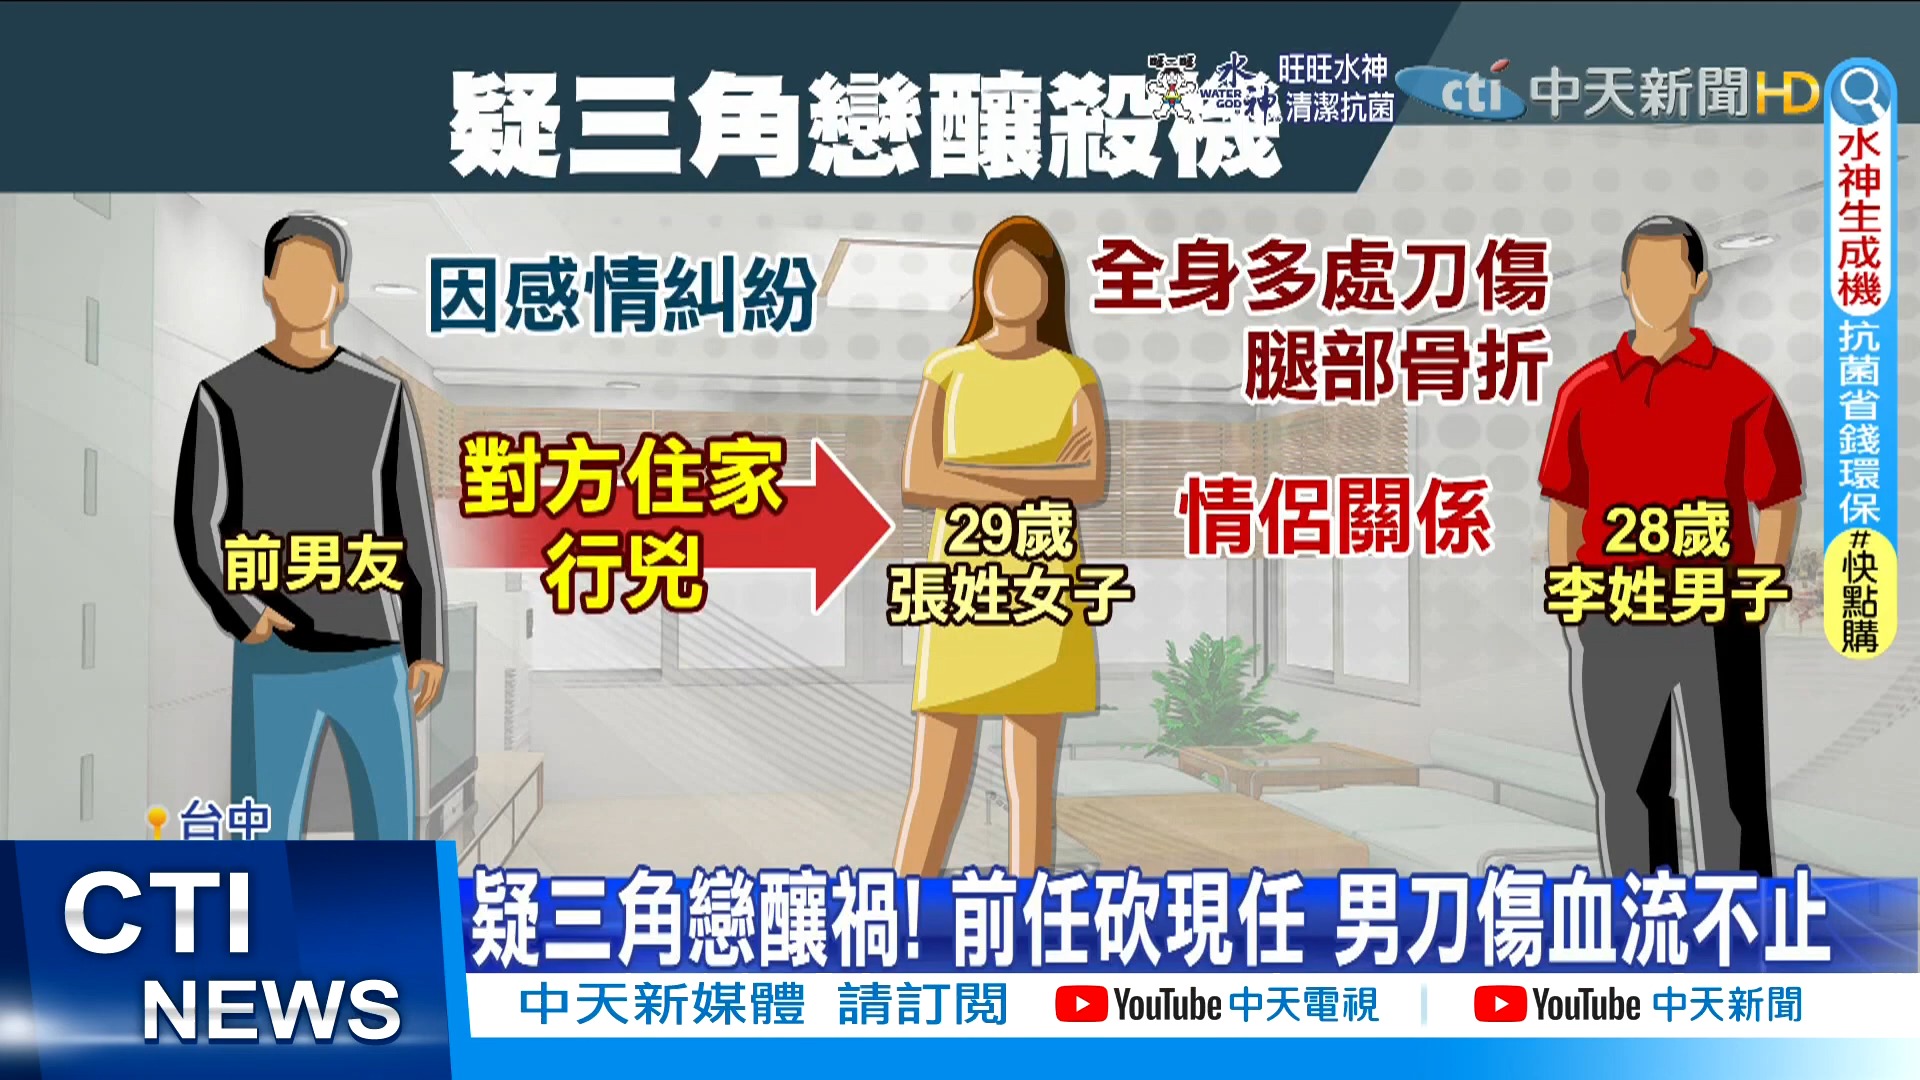 疑三角戀釀殺機
旺旺水神
清潔抗菌
水神
WATER
GOD
cti 中天新聞HD
水神生成機 抗菌省錢環保 #快點購
因感情糾紛
全身多處刀傷
腿部骨折
對方住家
行兇
情侶關係
前男友
29歲
張姓女子
28歲
李姓男子
台中
CTI
NEWS
疑三角戀釀禍! 前任砍現任 男刀傷血流不止
中天新媒體 請訂閱 YouTube 中天電視 | YouTube 中天新聞